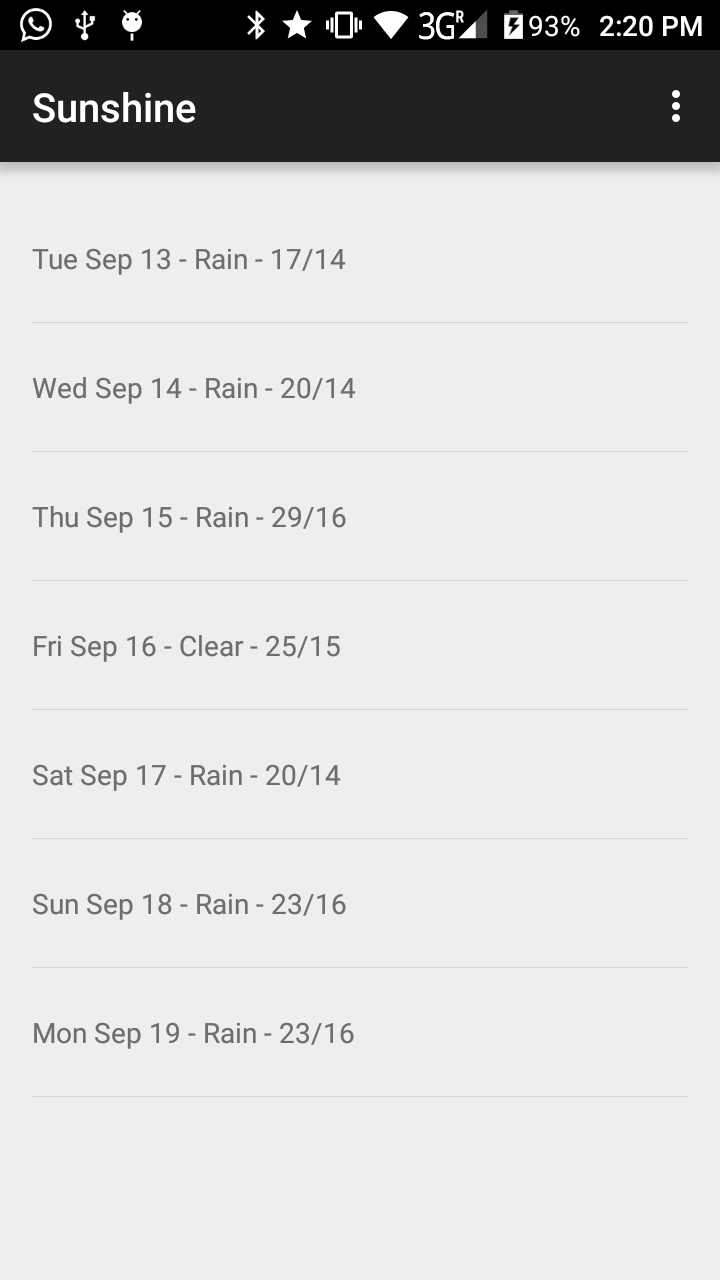 3G R 93% 2:20 PM
Sunshine
Tue Sep 13 - Rain - 17/14
Wed Sep 14 - Rain - 20/14
Thu Sep 15 - Rain - 29/16
Fri Sep 16 - Clear - 25/15
Sat Sep 17 - Rain - 20/14
Sun Sep 18 - Rain - 23/16
Mon Sep 19 - Rain - 23/16